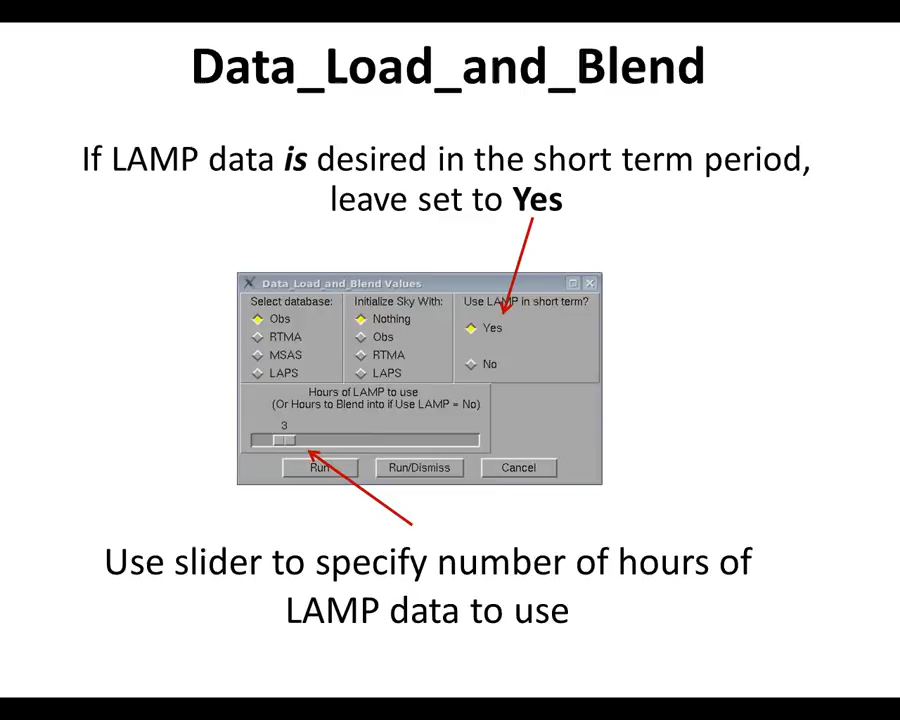 Data_Load_and_Blend
If LAMP data is desired in the short term period,
leave set to Yes
Data_Load_and_Blend Values
Select database:
Obs
RTMA
MSAS
LAPS
Initialize Sky With:
Nothing
Obs
RTMA
LAPS
Use LAMP in short term?
Yes
No
Hours of LAMP to use
(Or Hours to Blend into if Use LAMP = No)
3
Run
Run/Dismiss
Cancel
Use slider to specify number of hours of
LAMP data to use